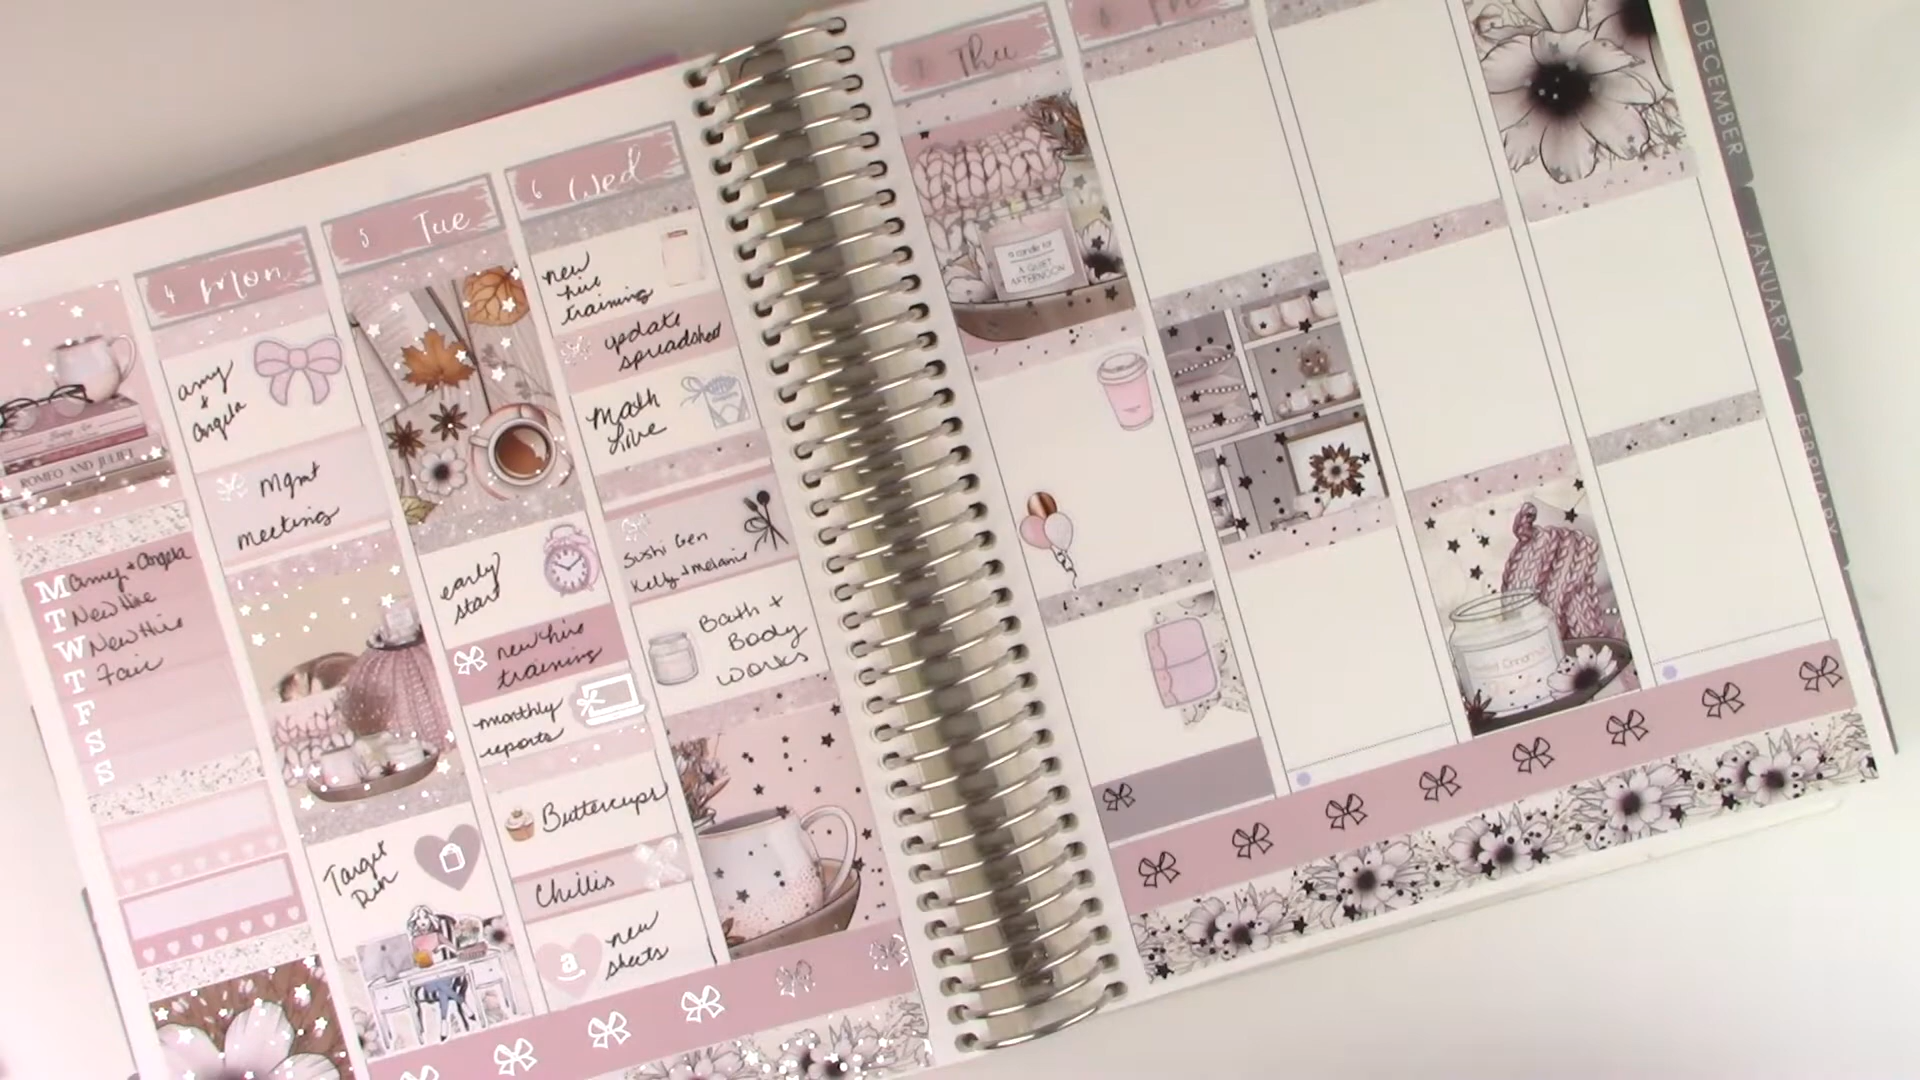 ROMEO AND JULIET
M Amy + Angela
T New Hire
W New Hire
T Fair
F
S
S
4 Mon
amy
&
angela
Mgmt
meeting
Target
Run
5 Tue
early
start
new hire
training
monthly
reports
Buttercups
Chillis
a
new
sheets
6 Wed
new
hire
training
update
spreadsheet
Math
Live
Sushi Gen
Kelly + Melanie
Bath +
Body
Works
7 Thu
a candle for
A QUIET
AFTERNOON
DECEMBER
JANUARY
FEBRUARY